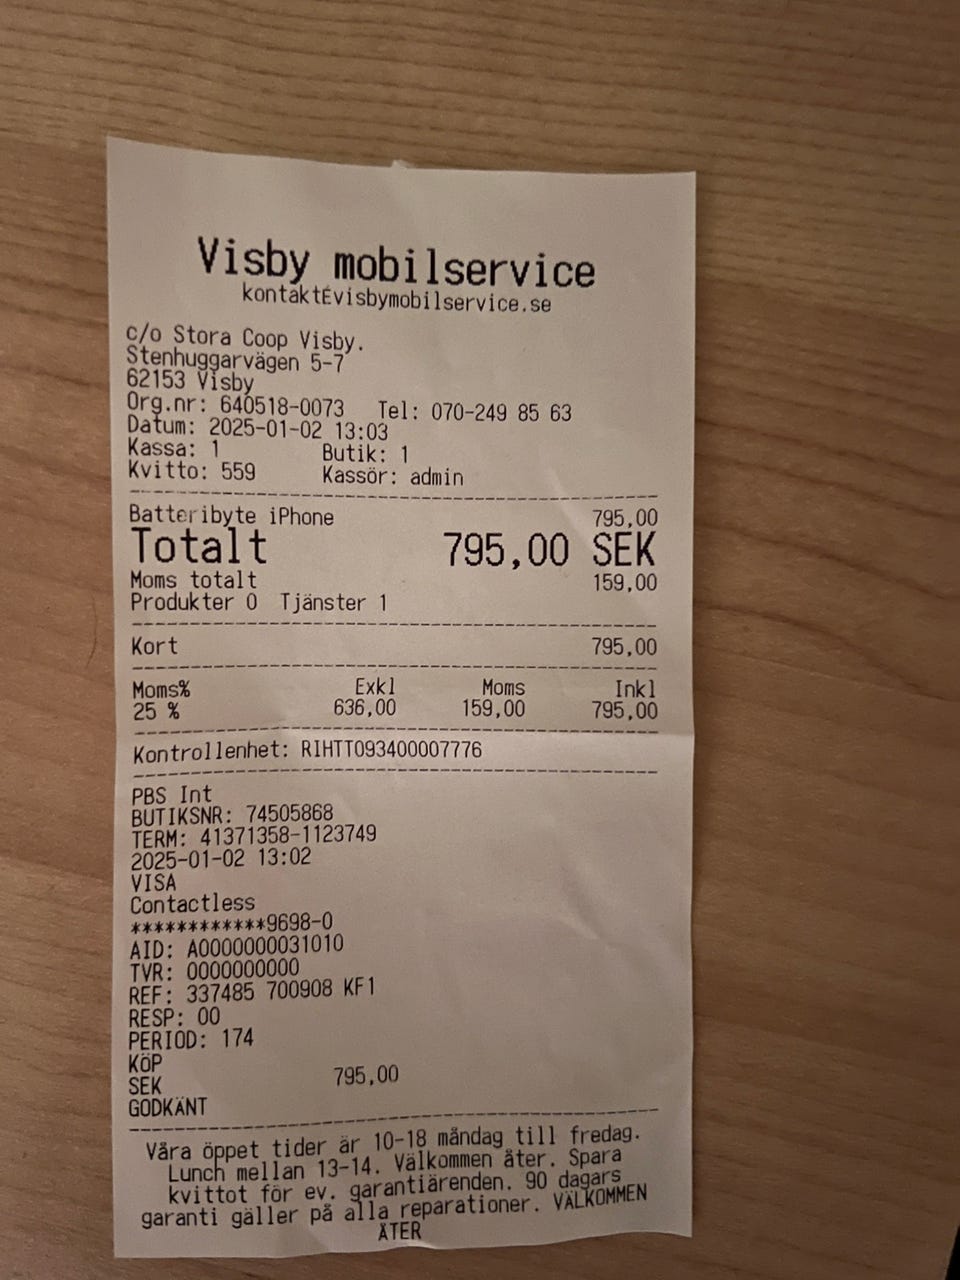 Visby mobilservice
kontaktÉvisbymobilservice.se
c/o Stora Coop Visby.
Stenhuggarvägen 5-7
62153 Visby
Org.nr: 640518-0073 Tel: 070-249 85 63
Datum: 2025-01-02 13:03
Kassa: 1 Butik: 1
Kvitto: 559 Kassör: admin
Batteribyte iPhone 795,00
Totalt 795,00 SEK
Moms totalt 159,00
Produkter 0 Tjänster 1
Kort 795,00
Moms% Exkl Moms Inkl
25 % 636,00 159,00 795,00
Kontrollenhet: RIHTT093400007776
PBS Int
BUTIKSNR: 74505868
TERM: 41371358-1123749
2025-01-02 13:02
VISA
Contactless
************9698-0
AID: A0000000031010
TVR: 0000000000
REF: 337485 700908 KF1
RESP: 00
PERIOD: 174
KÖP
SEK 795,00
GODKÄNT
Våra öppet tider är 10-18 måndag till fredag.
Lunch mellan 13-14. Välkommen åter. Spara
kvittot för ev. garantiärenden. 90 dagars
garanti gäller på alla reparationer. VÄLKOMMEN
ÅTER